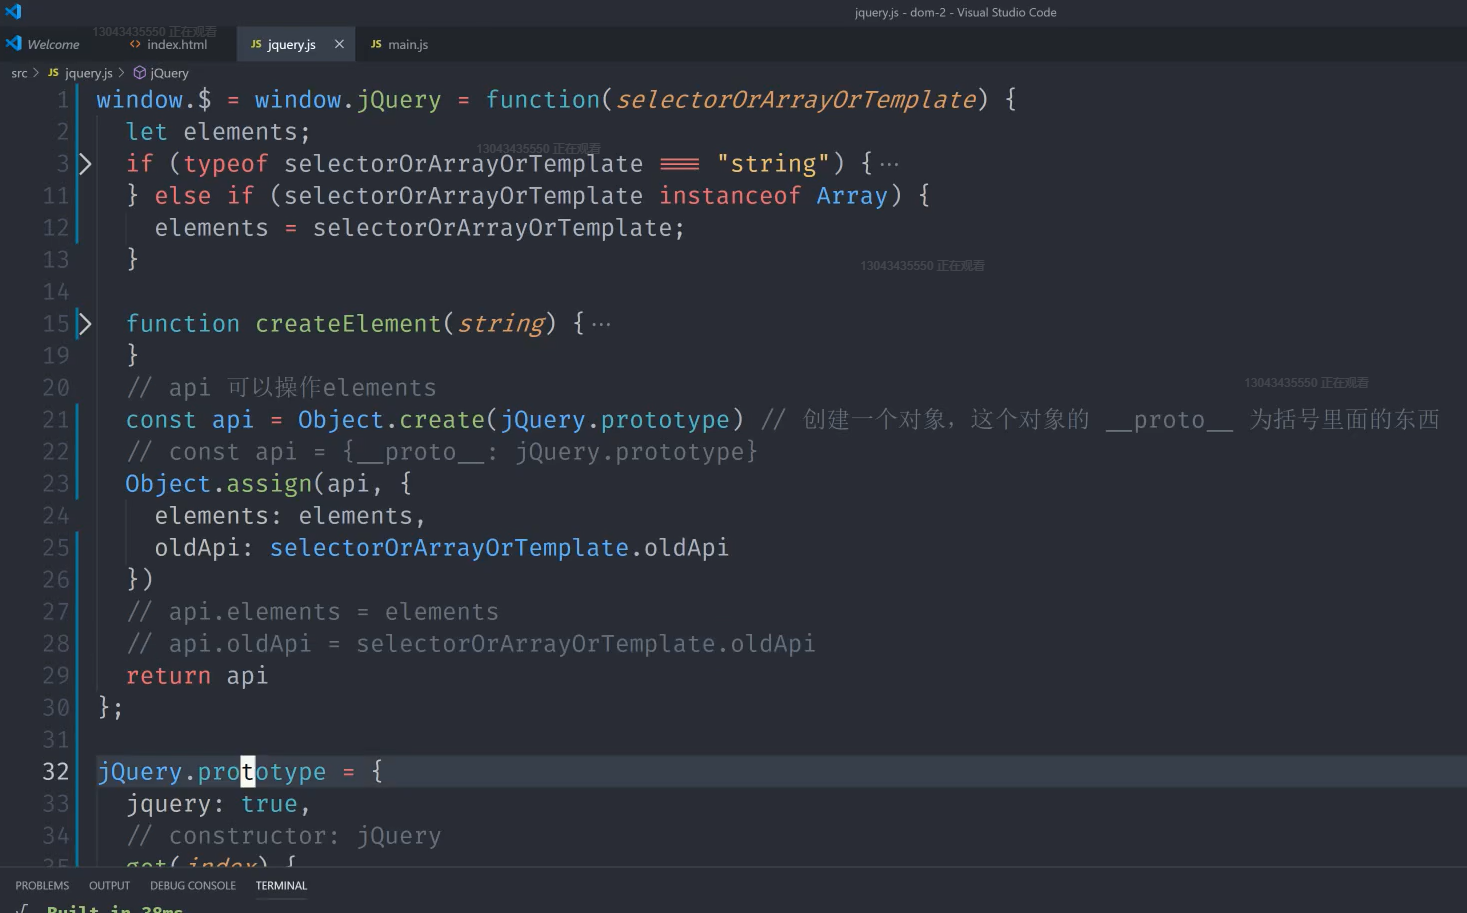 jquery.js - dom-2 - Visual Studio Code
13043435550 正在观看
Welcome
<> index.html
JS jquery.js ×
JS main.js
src > JS jquery.js > jQuery
1 window.$ = window.jQuery = function(selectorOrArrayOrTemplate) {
2 let elements;
13043435550 正在观看
3 if (typeof selectorOrArrayOrTemplate === "string") {···
11 } else if (selectorOrArrayOrTemplate instanceof Array) {
12 elements = selectorOrArrayOrTemplate;
13 }
13043435550 正在观看
14
15 function createElement(string) {···
19 }
20 // api 可以操作elements
13043435550 正在观看
21 const api = Object.create(jQuery.prototype) // 创建一个对象，这个对象的 __proto__ 为括号里面的东西
22 // const api = {__proto__: jQuery.prototype}
23 Object.assign(api, {
24 elements: elements,
25 oldApi: selectorOrArrayOrTemplate.oldApi
26 })
27 // api.elements = elements
28 // api.oldApi = selectorOrArrayOrTemplate.oldApi
29 return api
30 };
31
32 jQuery.prototype = {
33 jquery: true,
34 // constructor: jQuery
35 get(index) {
PROBLEMS OUTPUT DEBUG CONSOLE TERMINAL
√ Built in 38ms.